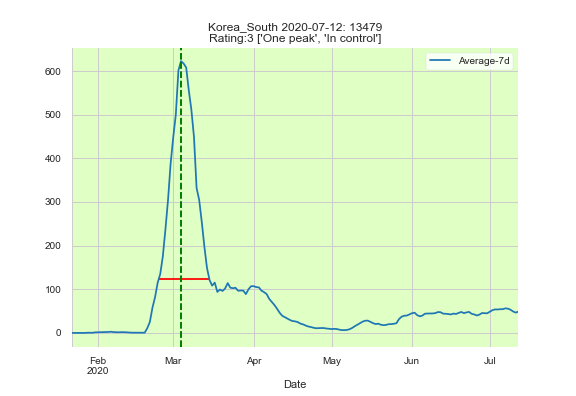 Korea_South 2020-07-12: 13479
Rating:3 ['One peak', 'In control']
Average-7d
600
500
400
300
200
100
0
Feb
2020
Mar
Apr
May
Jun
Jul
Date